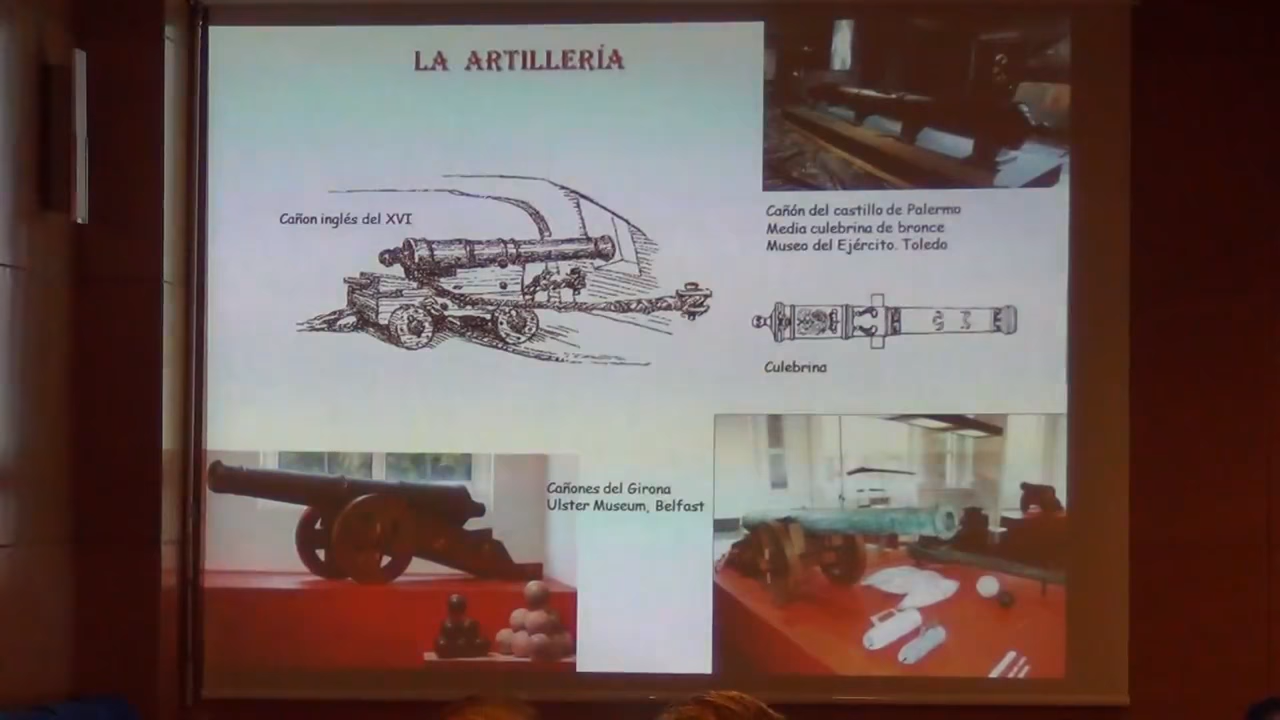 LA ARTILLERÍA
Cañon inglés del XVI
Cañón del castillo de Palermo
Media culebrina de bronce
Museo del Ejército. Toledo
Culebrina
Cañones del Girona
Ulster Museum, Belfast